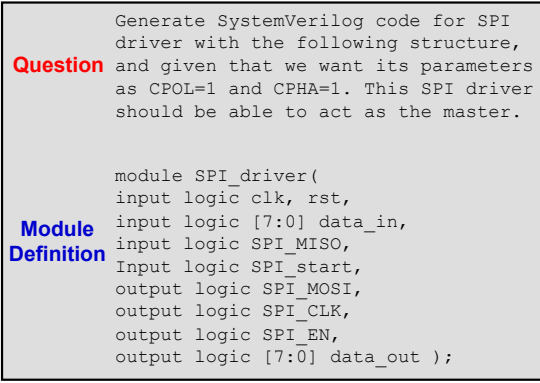 Generate SystemVerilog code for SPI
driver with the following structure,
Question and given that we want its parameters
as CPOL=1 and CPHA=1. This SPI driver
should be able to act as the master.
module SPI_driver(
input logic clk, rst,
input logic [7:0] data_in,
Module input logic SPI_MISO,
Definition Input logic SPI_start,
output logic SPI_MOSI,
output logic SPI_CLK,
output logic SPI_EN,
output logic [7:0] data_out );